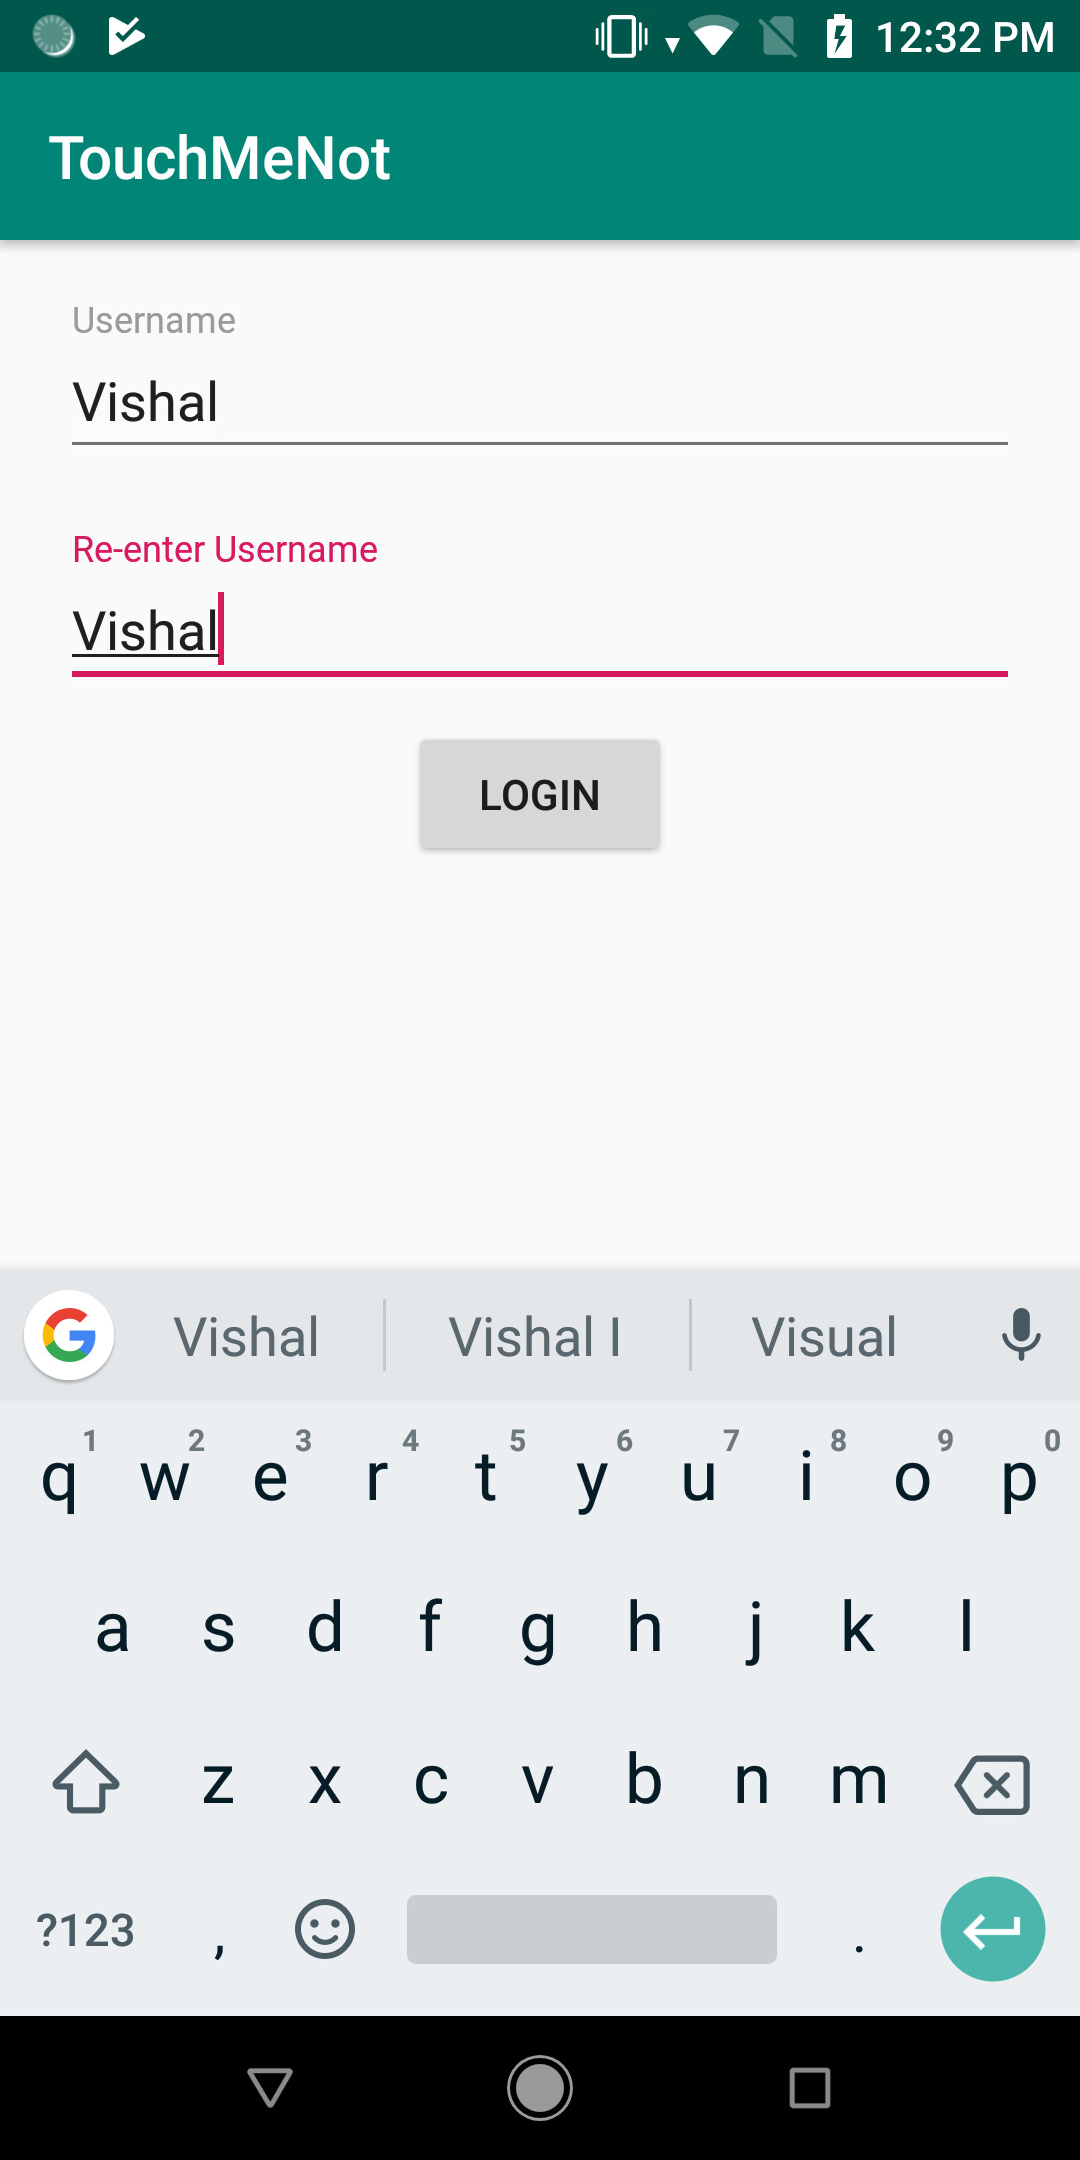 12:32 PM
TouchMeNot
Username
Vishal
Re-enter Username
Vishal
LOGIN
Vishal Vishal I Visual
1 2 3 4 5 6 7 8 9 0
q w e r t y u i o p
a s d f g h j k l
z x c v b n m
?123 , .